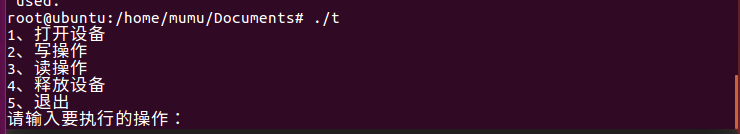 used.
root@ubuntu:/home/mumu/Documents# ./t
1、打开设备
2、写操作
3、读操作
4、释放设备
5、退出
请输入要执行的操作：